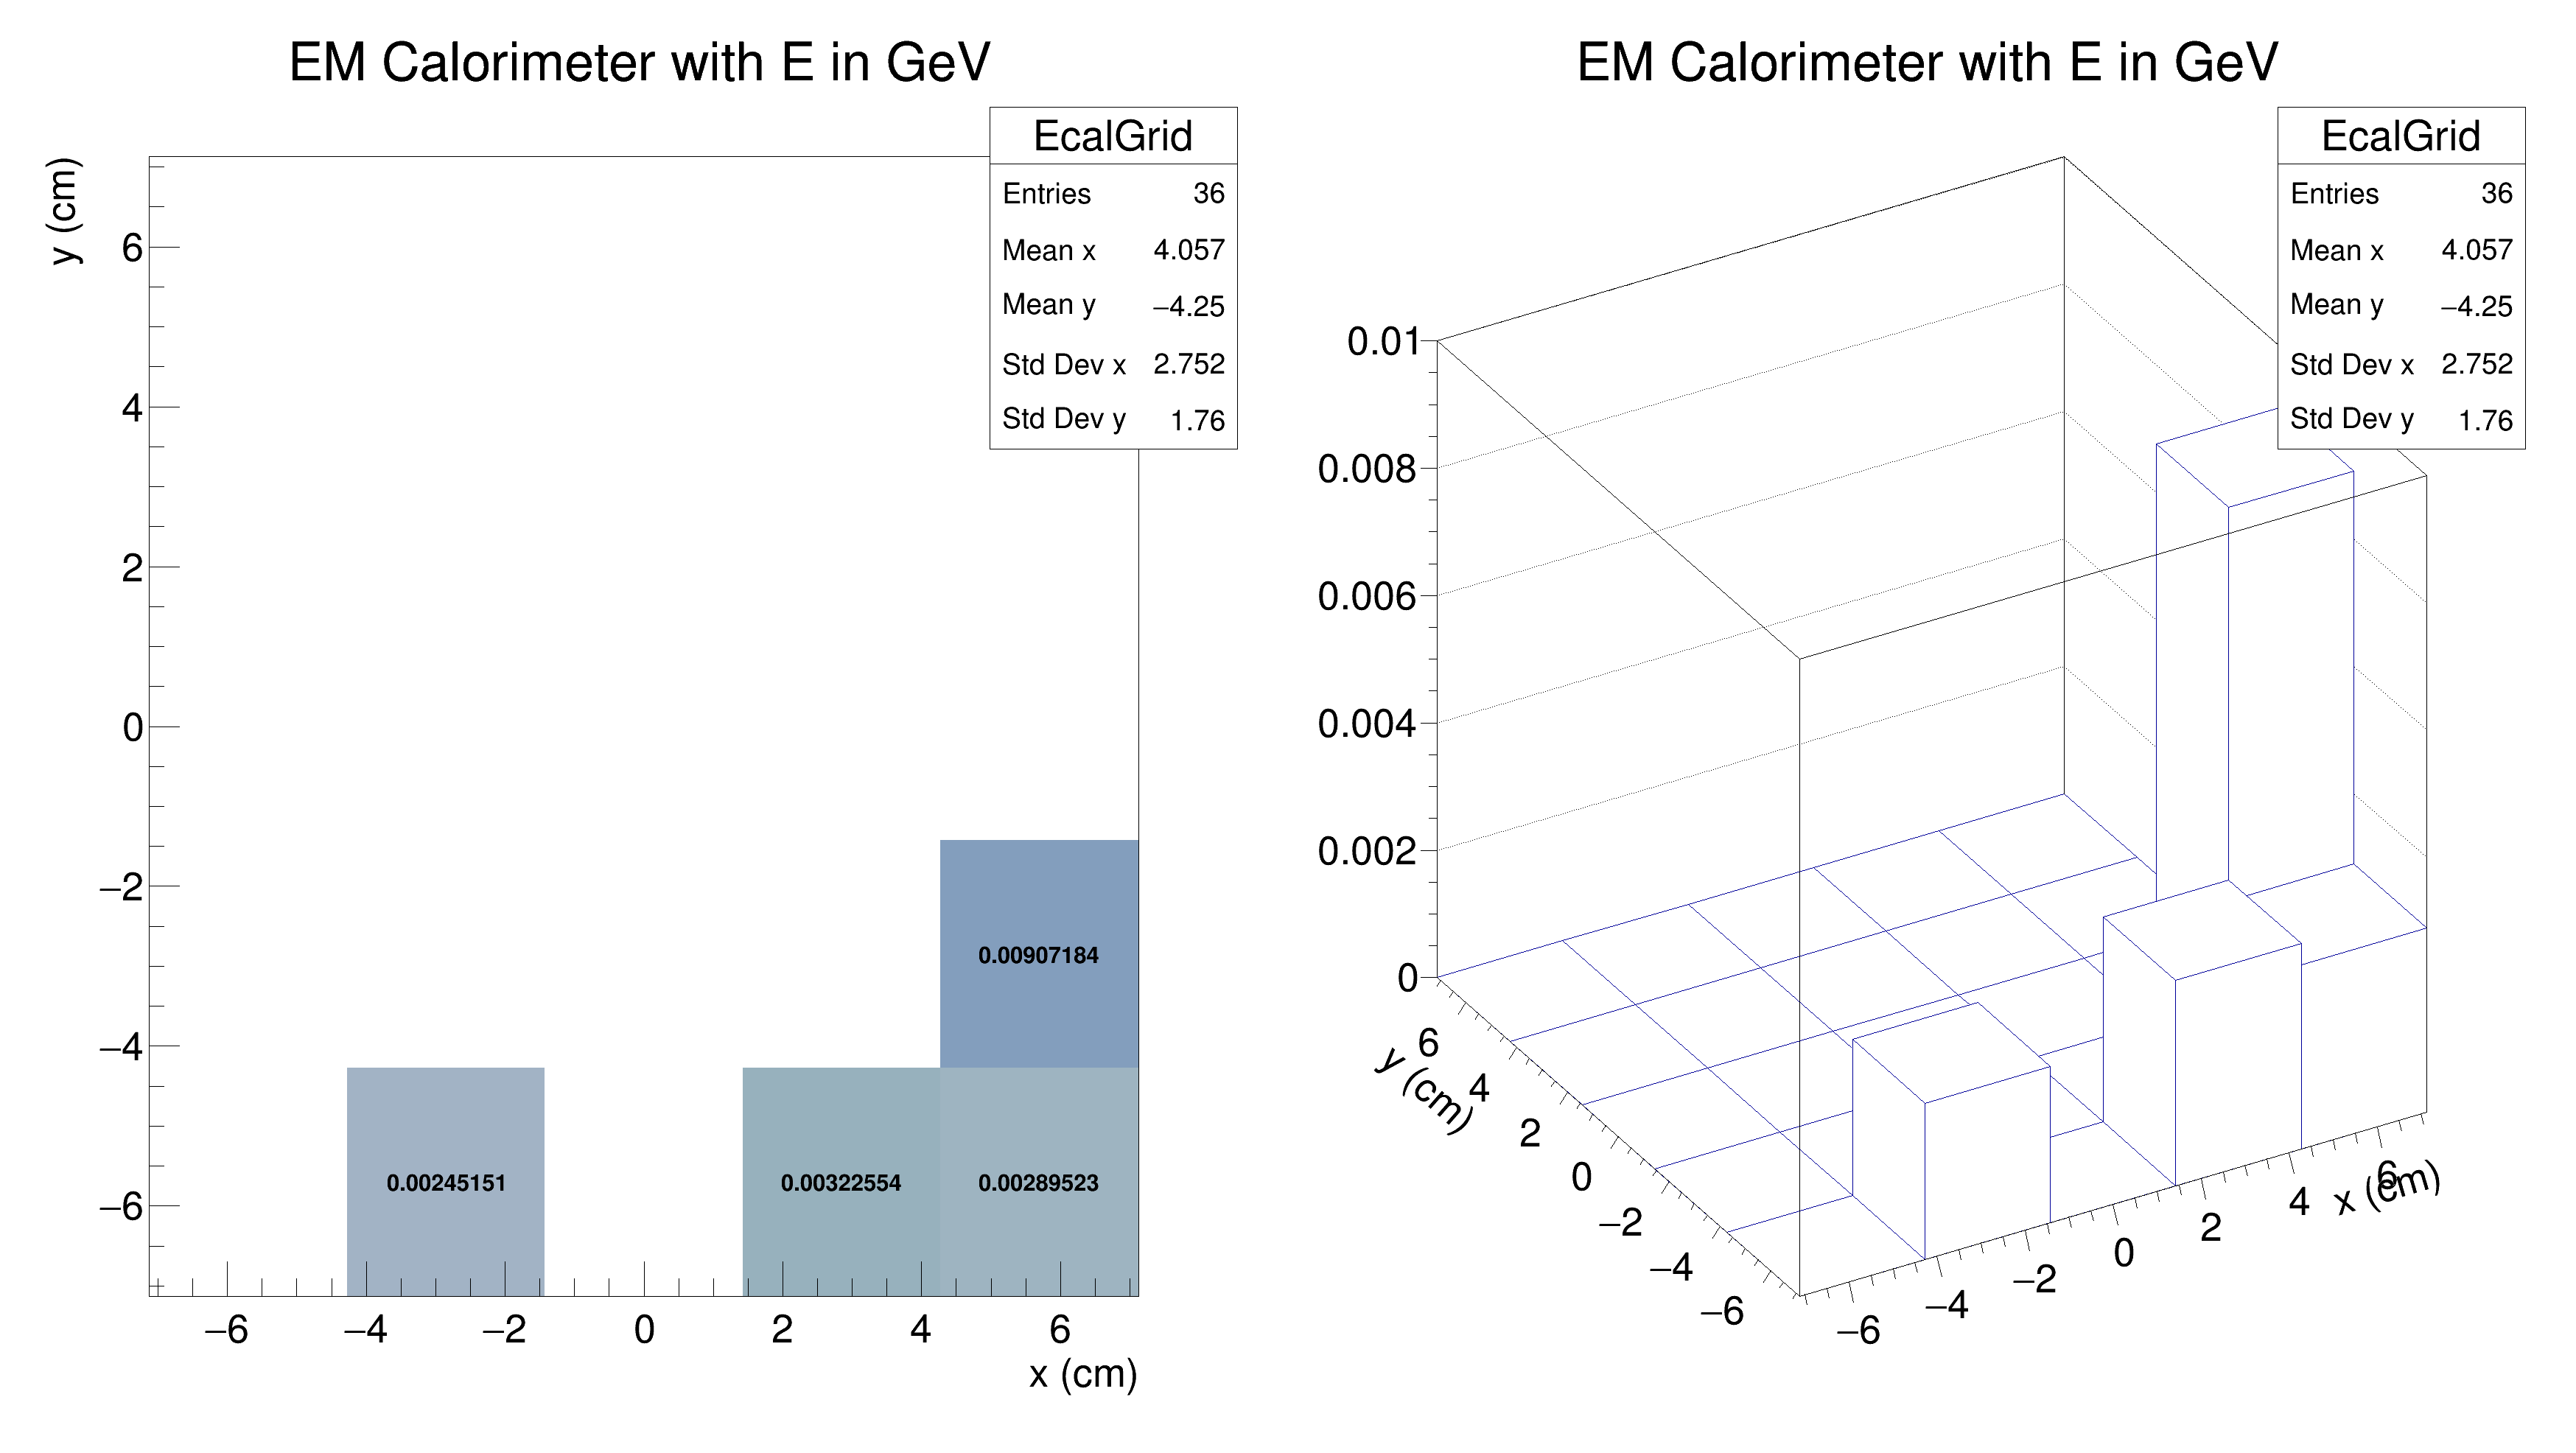 EM Calorimeter with E in GeV
EcalGrid
Entries 36
Mean x 4.057
Mean y −4.25
Std Dev x 2.752
Std Dev y 1.76
y (cm)
6
4
2
0
−2
−4
−6
0.00907184
0.00245151 0.00322554 0.00289523
−6 −4 −2 0 2 4 6
x (cm)
EM Calorimeter with E in GeV
EcalGrid
Entries 36
Mean x 4.057
Mean y −4.25
Std Dev x 2.752
Std Dev y 1.76
0.01
0.008
0.006
0.004
0.002
0
6
4
2
0
−2
−4
−6
y (cm)
−6
−4
−2
0
2
4
6
x (cm)